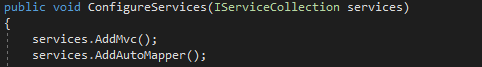 public void ConfigureServices(IServiceCollection services)
{
    services.AddMvc();
    services.AddAutoMapper();